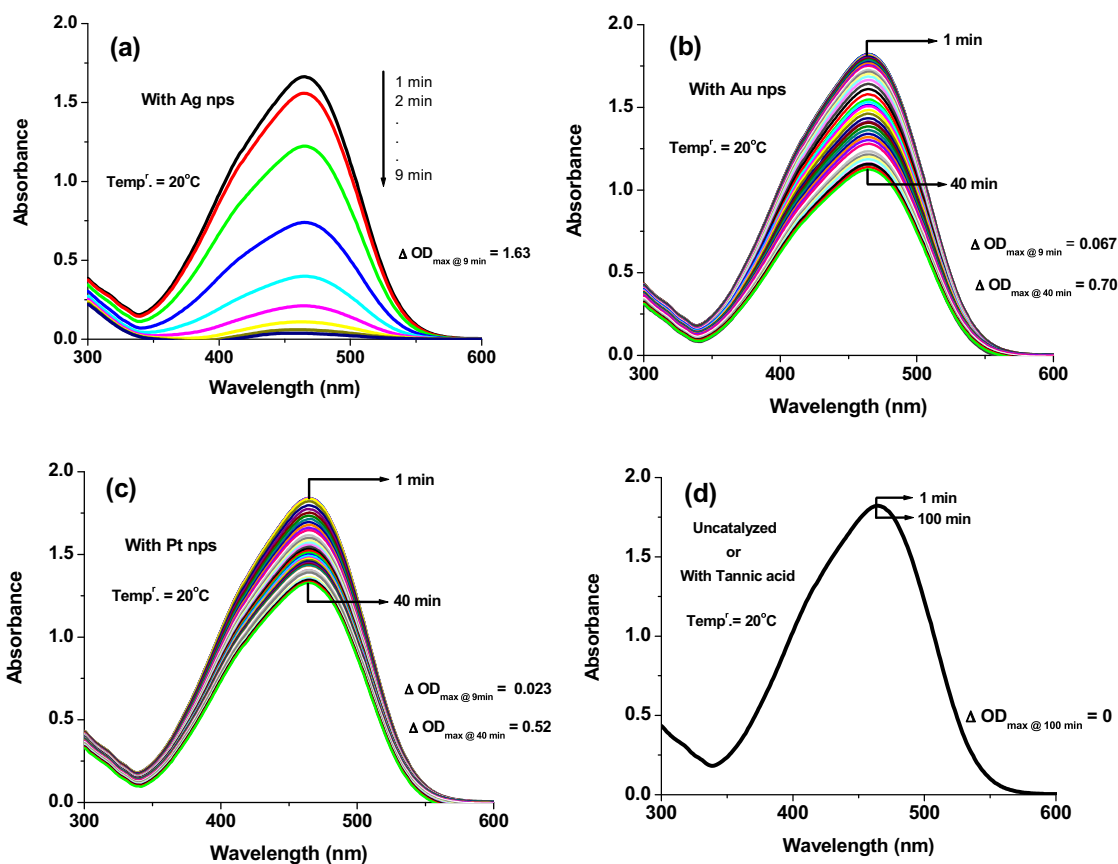 (a)
With Ag nps
Temp^r. = 20°C
1 min
2 min
.
.
.
9 min
Δ OD_max @ 9 min = 1.63
2.0
1.5
1.0
0.5
0.0
300 400 500 600
Absorbance
Wavelength (nm)
(b)
1 min
With Au nps
Temp^r. = 20°C
40 min
Δ OD_max @ 9 min = 0.067
Δ OD_max @ 40 min = 0.70
2.0
1.5
1.0
0.5
0.0
300 400 500 600
Absorbance
Wavelength (nm)
(c)
1 min
With Pt nps
Temp^r. = 20°C
40 min
Δ OD_max @ 9min = 0.023
Δ OD_max @ 40 min = 0.52
2.0
1.5
1.0
0.5
0.0
300 400 500 600
Absorbance
Wavelength (nm)
(d)
1 min
100 min
Uncatalyzed
or
With Tannic acid
Temp^r.= 20°C
Δ OD_max @ 100 min = 0
2.0
1.5
1.0
0.5
0.0
300 400 500 600
Absorbance
Wavelength (nm)